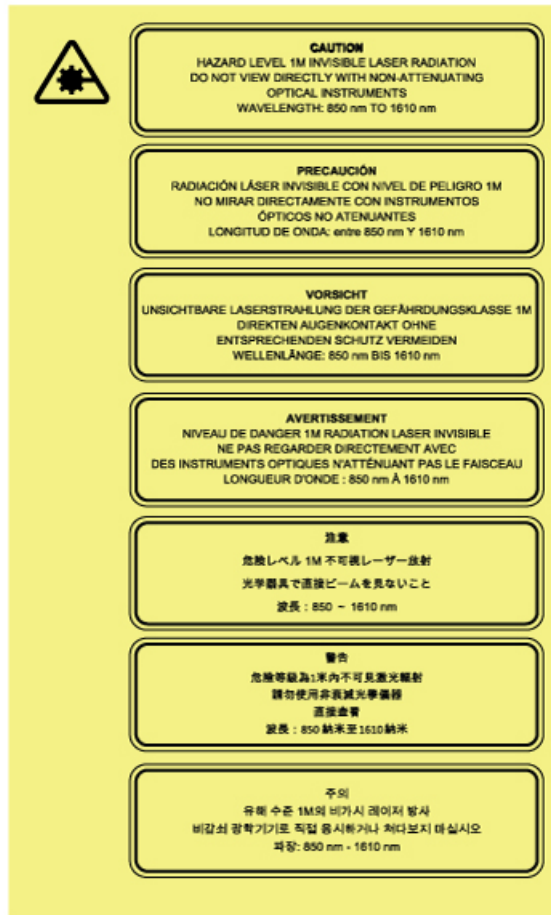 CAUTION
HAZARD LEVEL 1M INVISIBLE LASER RADIATION
DO NOT VIEW DIRECTLY WITH NON-ATTENUATING
OPTICAL INSTRUMENTS
WAVELENGTH: 850 nm TO 1610 nm
PRECAUCIÓN
RADIACIÓN LÁSER INVISIBLE CON NIVEL DE PELIGRO 1M
NO MIRAR DIRECTAMENTE CON INSTRUMENTOS
ÓPTICOS NO ATENUANTES
LONGITUD DE ONDA: entre 850 nm Y 1610 nm
VORSICHT
UNSICHTBARE LASERSTRAHLUNG DER GEFÄHRDUNGSKLASSE 1M
DIREKTEN AUGENKONTAKT OHNE
ENTSPRECHENDEN SCHUTZ VERMEIDEN
WELLENLÄNGE: 850 nm BIS 1610 nm
AVERTISSEMENT
NIVEAU DE DANGER 1M RADIATION LASER INVISIBLE
NE PAS REGARDER DIRECTEMENT AVEC
DES INSTRUMENTS OPTIQUES N'ATTÉNUANT PAS LE FAISCEAU
LONGUEUR D'ONDE : 850 nm À 1610 nm
注意
危険レベル 1M 不可視レーザー放射
光学器具で直接ビームを見ないこと
波長：850 ~ 1610 nm
警告
危險等級為1米內不可見激光輻射
請勿使用非衰減光學儀器
直接查看
波長：850 納米至1610 納米
주의
유해 수준 1M의 비가시 레이저 방사
비감쇠 광학기기로 직접 응시하거나 쳐다보지 마십시오
파장: 850 nm - 1610 nm